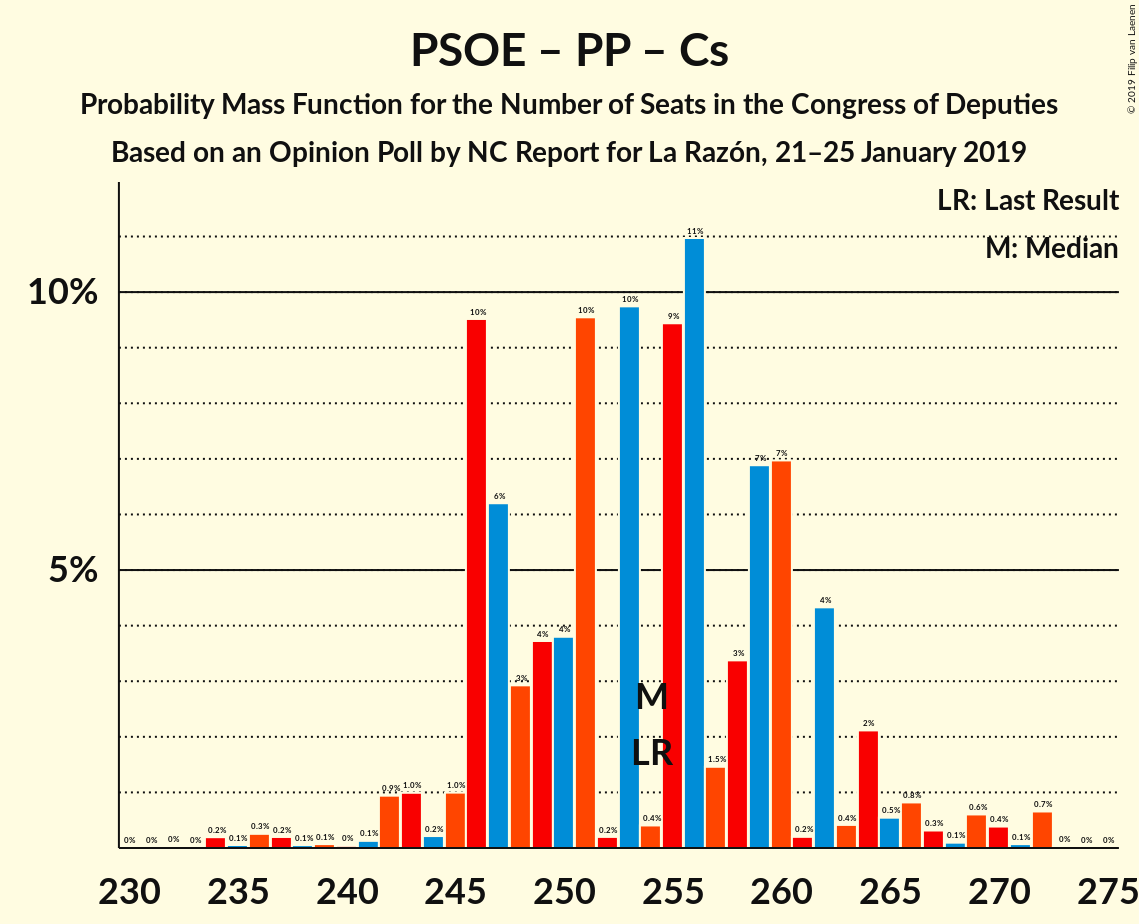 © 2019 Filip van Laenen
PSOE – PP – Cs
Probability Mass Function for the Number of Seats in the Congress of Deputies
Based on an Opinion Poll by NC Report for La Razón, 21–25 January 2019
LR: Last Result
M: Median
10%
5%
0% 0% 0% 0% 0.2% 0.1% 0.3% 0.2% 0.1% 0.1% 0% 0.1% 0.9% 1.0% 0.2% 1.0% 10% 6% 3% 4% 4% 10% 0.2% 10% 0.4% 9% 11% 1.5% 3% 7% 7% 0.2% 4% 0.4% 2% 0.5% 0.8% 0.3% 0.1% 0.6% 0.4% 0.1% 0.7% 0% 0% 0%
M
LR
230 235 240 245 250 255 260 265 270 275